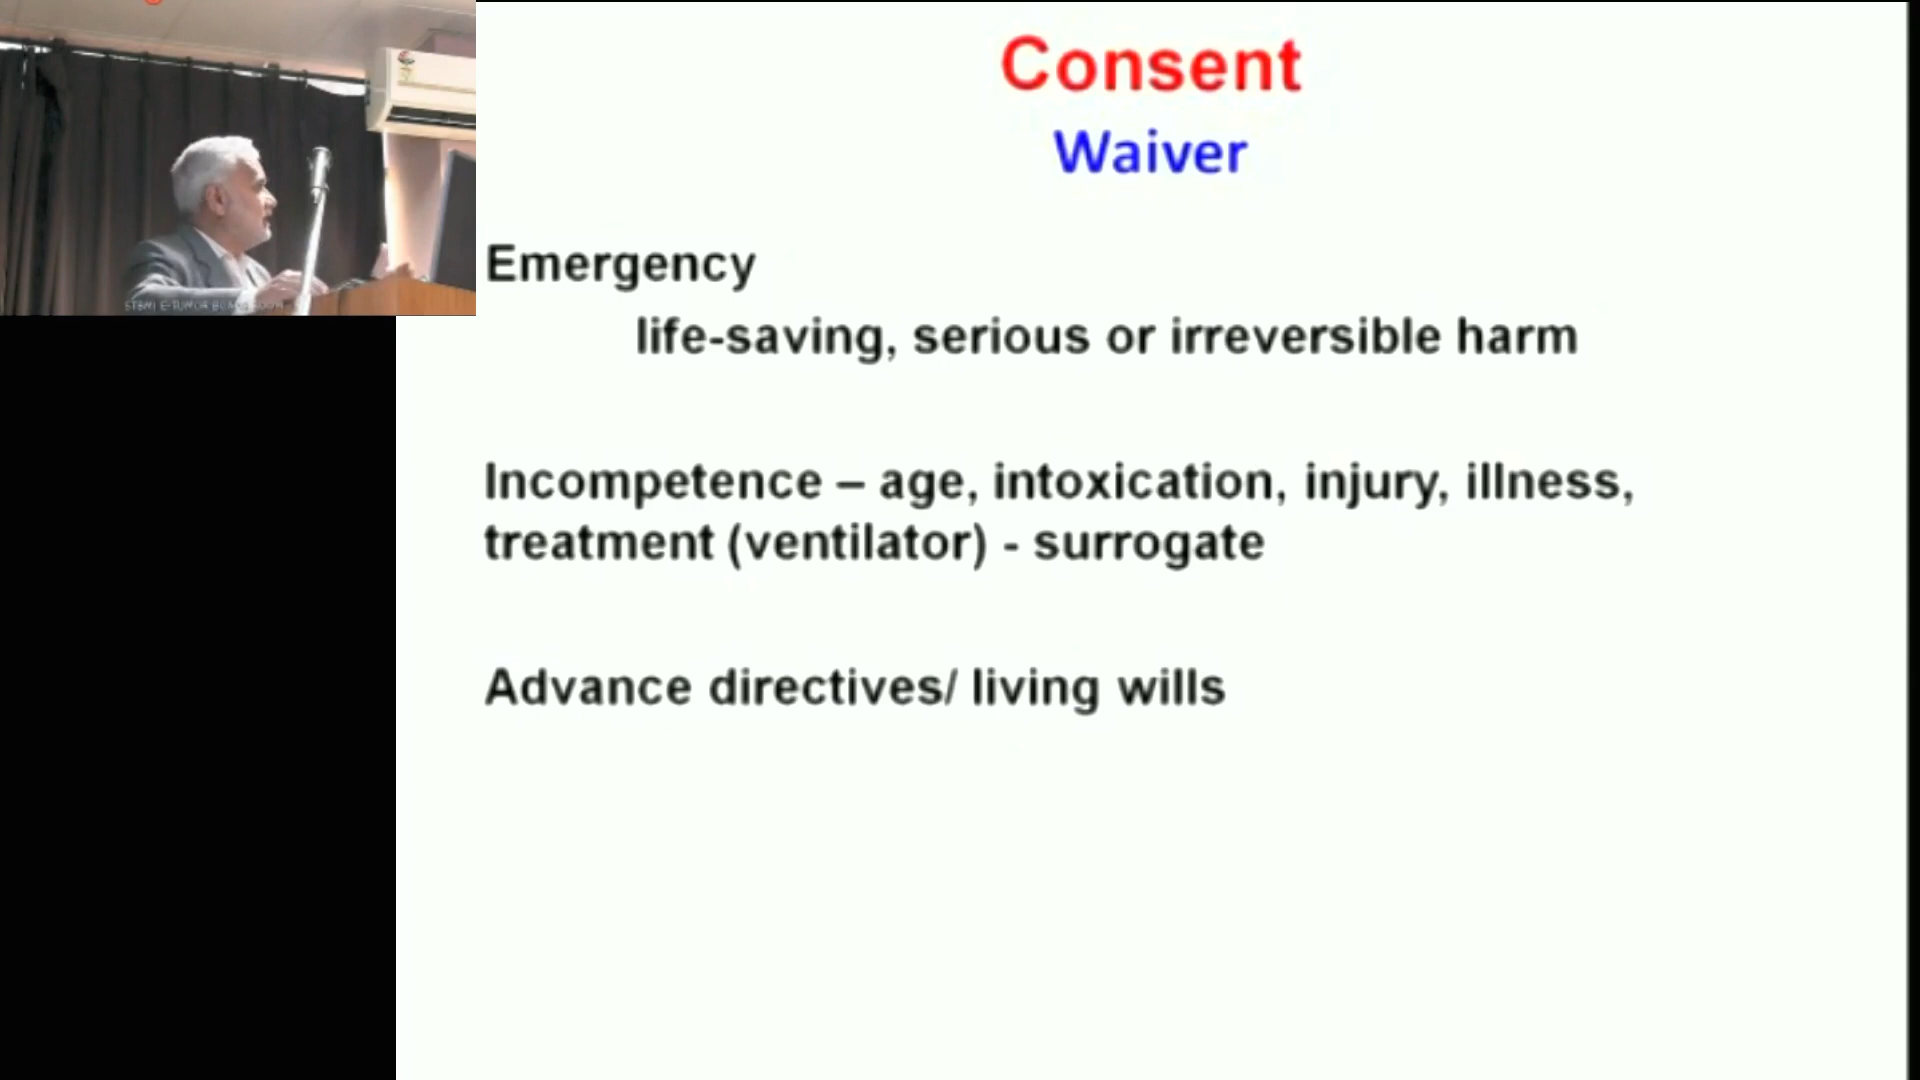 Consent
Waiver
Emergency
life-saving, serious or irreversible harm
Incompetence – age, intoxication, injury, illness,
treatment (ventilator) - surrogate
Advance directives/ living wills